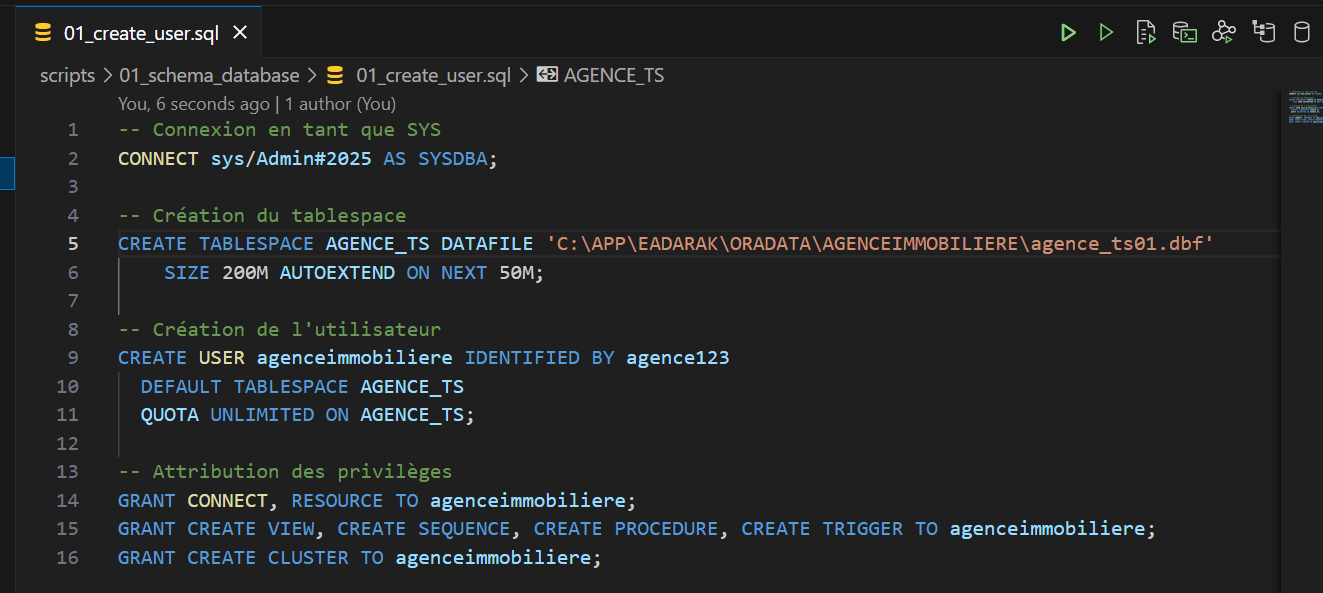 01_create_user.sql
scripts > 01_schema_database > 01_create_user.sql > AGENCE_TS
You, 6 seconds ago | 1 author (You)
1 -- Connexion en tant que SYS
2 CONNECT sys/Admin#2025 AS SYSDBA;
3
4 -- Création du tablespace
5 CREATE TABLESPACE AGENCE_TS DATAFILE 'C:\APP\EADARAK\ORADATA\AGENCEIMMOBILIERE\agence_ts01.dbf'
6     SIZE 200M AUTOEXTEND ON NEXT 50M;
7
8 -- Création de l'utilisateur
9 CREATE USER agenceimmobiliere IDENTIFIED BY agence123
10   DEFAULT TABLESPACE AGENCE_TS
11   QUOTA UNLIMITED ON AGENCE_TS;
12
13 -- Attribution des privilèges
14 GRANT CONNECT, RESOURCE TO agenceimmobiliere;
15 GRANT CREATE VIEW, CREATE SEQUENCE, CREATE PROCEDURE, CREATE TRIGGER TO agenceimmobiliere;
16 GRANT CREATE CLUSTER TO agenceimmobiliere;